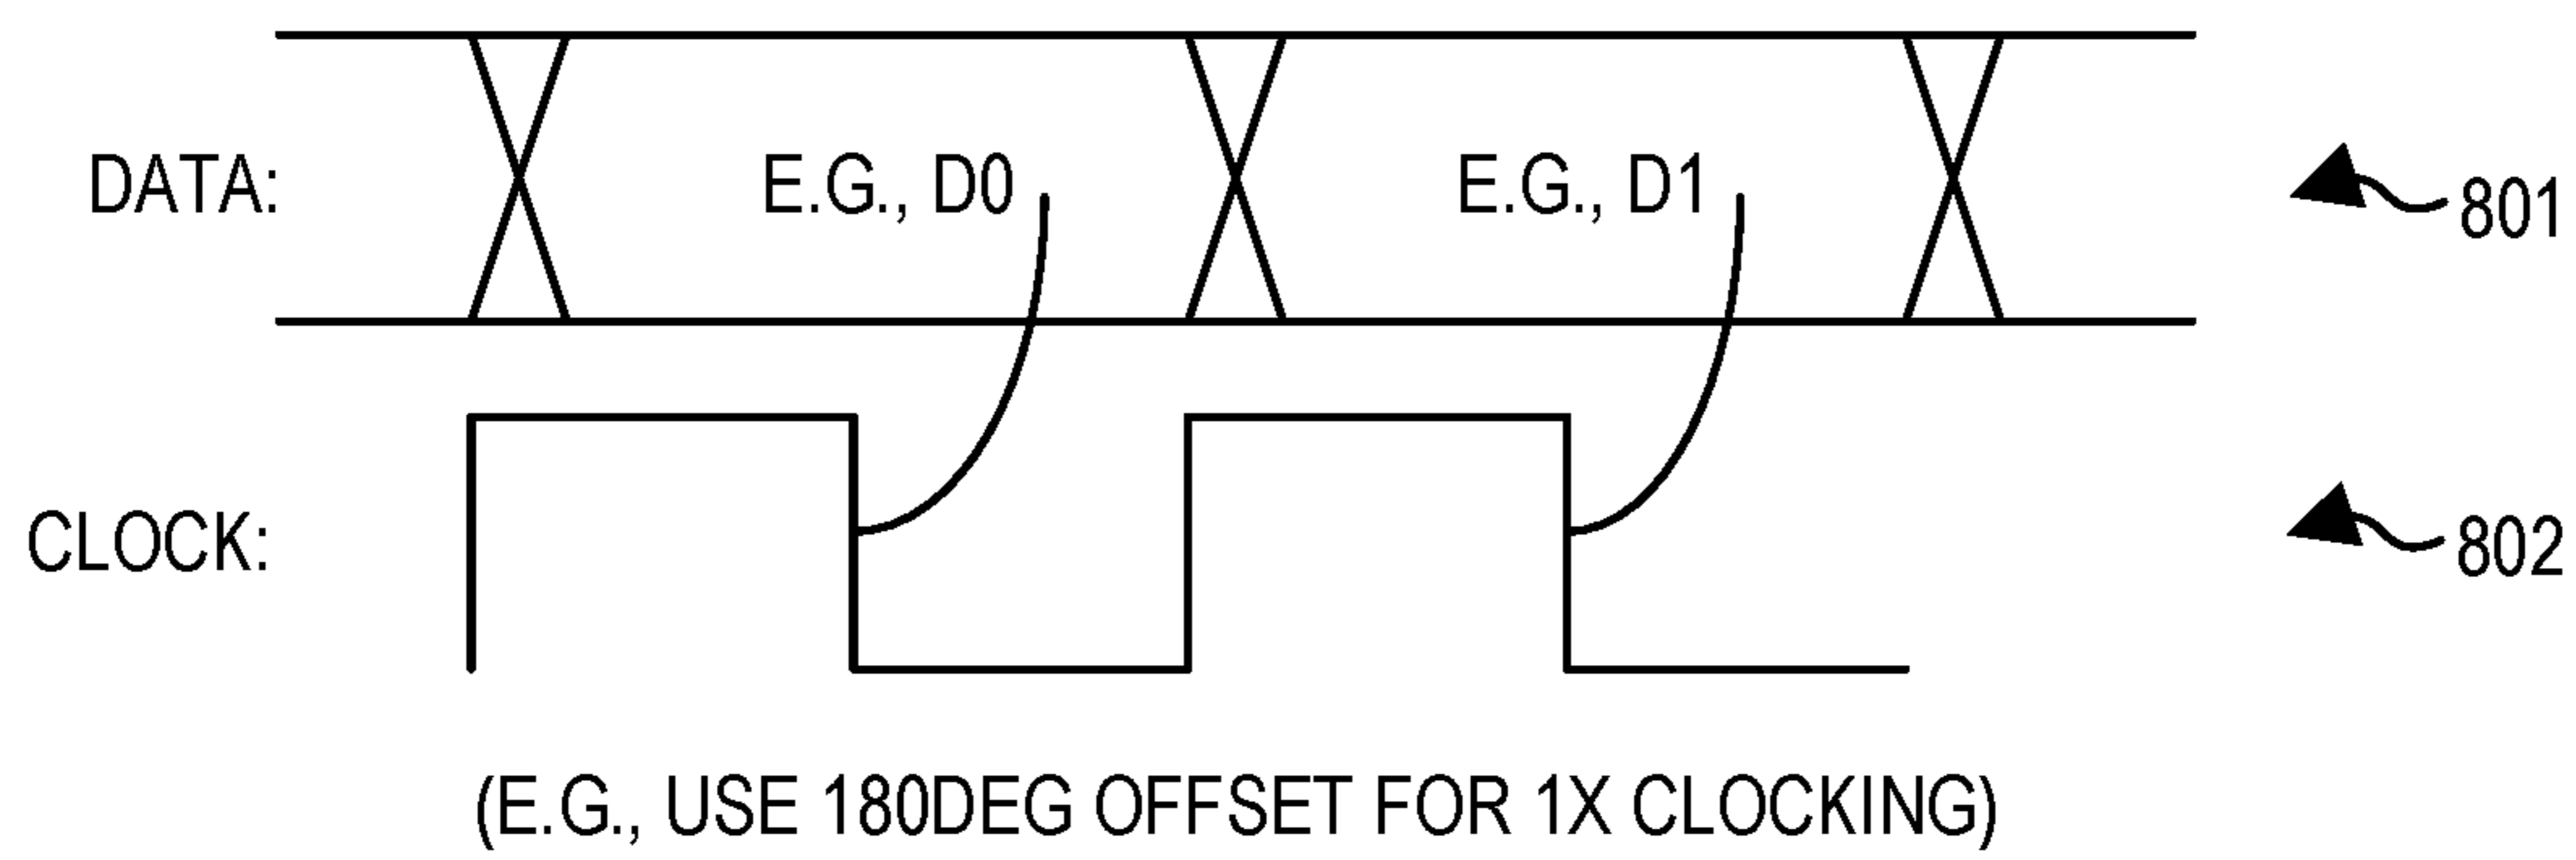 DATA: E.G., D0 E.G., D1 801
CLOCK: 802
(E.G., USE 180DEG OFFSET FOR 1X CLOCKING)